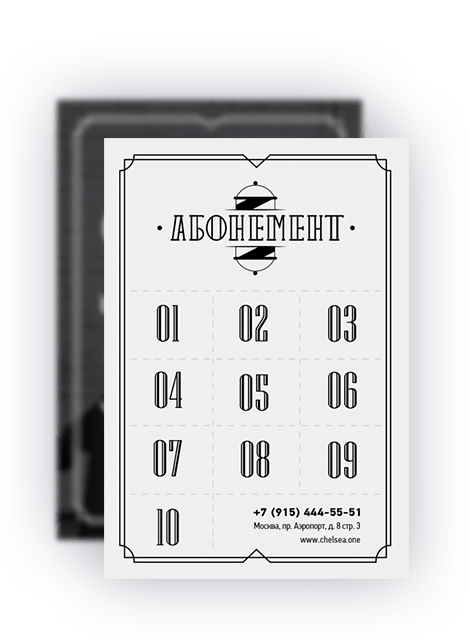 • АБОНЕМЕНТ •
01 02 03
04 05 06
07 08 09
10
+7 (915) 444-55-51
Москва, пр. Аэропорт, д. 8 стр. 3
www.chelsea.one